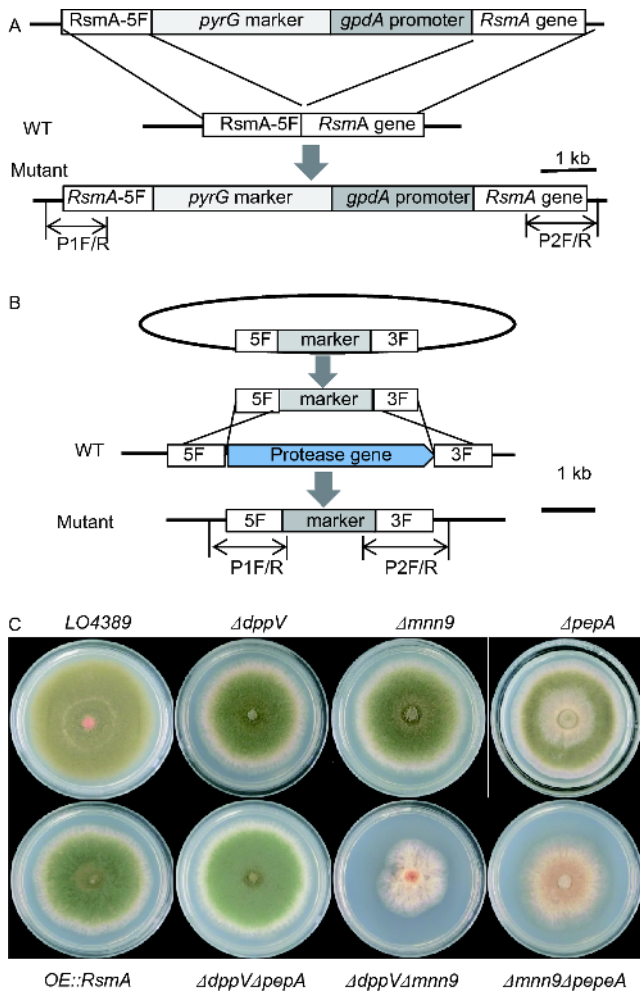 A
RsmA-5F pyrG marker gpdA promoter RsmA gene
WT RsmA-5F RsmA gene
Mutant 1 kb
RsmA-5F pyrG marker gpdA promoter RsmA gene
P1F/R P2F/R
B
5F marker 3F
5F marker 3F
WT 5F Protease gene 3F
1 kb
Mutant 5F marker 3F
P1F/R P2F/R
C LO4389 ΔdppV Δmnn9 ΔpepA
OE::RsmA ΔdppVΔpepA ΔdppVΔmnn9 Δmnn9ΔpepeA